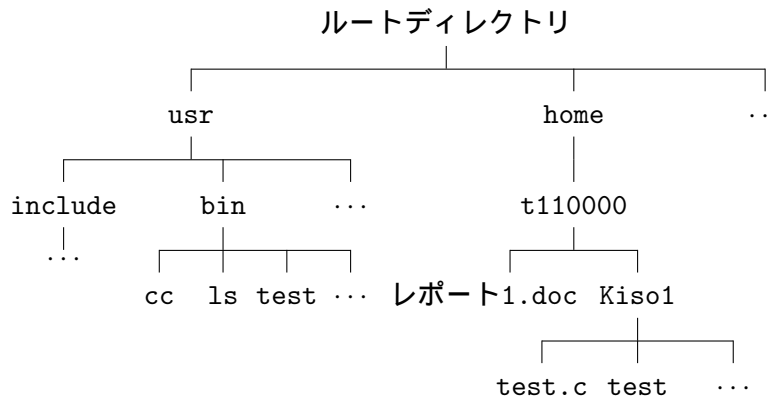 ルートディレクトリ
usr home ··
include bin ··· t110000
···
cc ls test ··· レポート1.doc Kiso1
test.c test ···